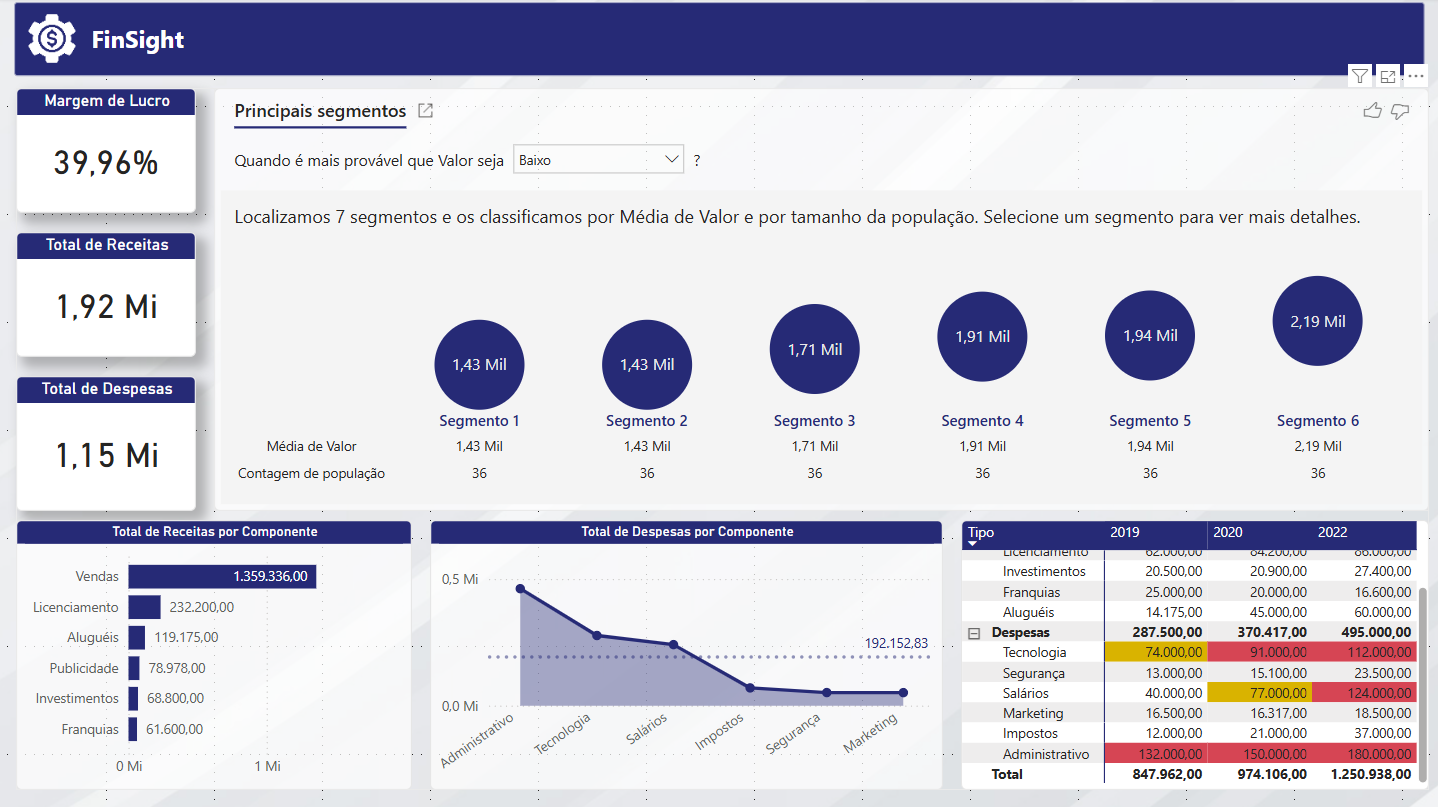 FinSight
Margem de Lucro
39,96%
Total de Receitas
1,92 Mi
Total de Despesas
1,15 Mi
Principais segmentos
Quando é mais provável que Valor seja Baixo ?
Localizamos 7 segmentos e os classificamos por Média de Valor e por tamanho da população. Selecione um segmento para ver mais detalhes.
1,43 Mil 1,43 Mil 1,71 Mil 1,91 Mil 1,94 Mil 2,19 Mil
Segmento 1 Segmento 2 Segmento 3 Segmento 4 Segmento 5 Segmento 6
Média de Valor 1,43 Mil 1,43 Mil 1,71 Mil 1,91 Mil 1,94 Mil 2,19 Mil
Contagem de população 36 36 36 36 36 36
Total de Receitas por Componente
Vendas 1.359.336,00
Licenciamento 232.200,00
Aluguéis 119.175,00
Publicidade 78.978,00
Investimentos 68.800,00
Franquias 61.600,00
0 Mi 1 Mi
Total de Despesas por Componente
0,5 Mi
192.152,83
0,0 Mi
Administrativo Tecnologia Salários Impostos Segurança Marketing
Tipo 2019 2020 2022
Licenciamento 62.000,00 84.200,00 86.000,00
Investimentos 20.500,00 20.900,00 27.400,00
Franquias 25.000,00 20.000,00 16.600,00
Aluguéis 14.175,00 45.000,00 60.000,00
Despesas 287.500,00 370.417,00 495.000,00
Tecnologia 74.000,00 91.000,00 112.000,00
Segurança 13.000,00 15.100,00 23.500,00
Salários 40.000,00 77.000,00 124.000,00
Marketing 16.500,00 16.317,00 18.500,00
Impostos 12.000,00 21.000,00 37.000,00
Administrativo 132.000,00 150.000,00 180.000,00
Total 847.962,00 974.106,00 1.250.938,00